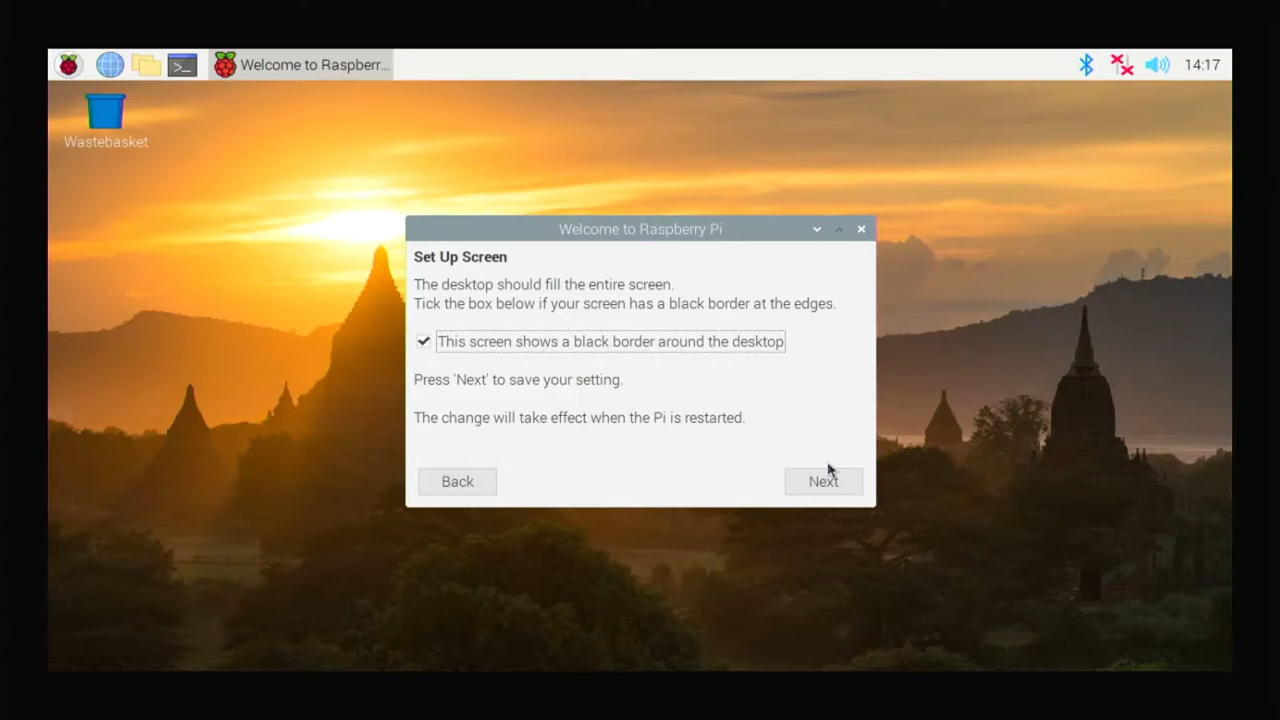 Welcome to Raspberr...
14:17
Wastebasket
Welcome to Raspberry Pi
Set Up Screen
The desktop should fill the entire screen.
Tick the box below if your screen has a black border at the edges.
This screen shows a black border around the desktop
Press 'Next' to save your setting.
The change will take effect when the Pi is restarted.
Back
Next